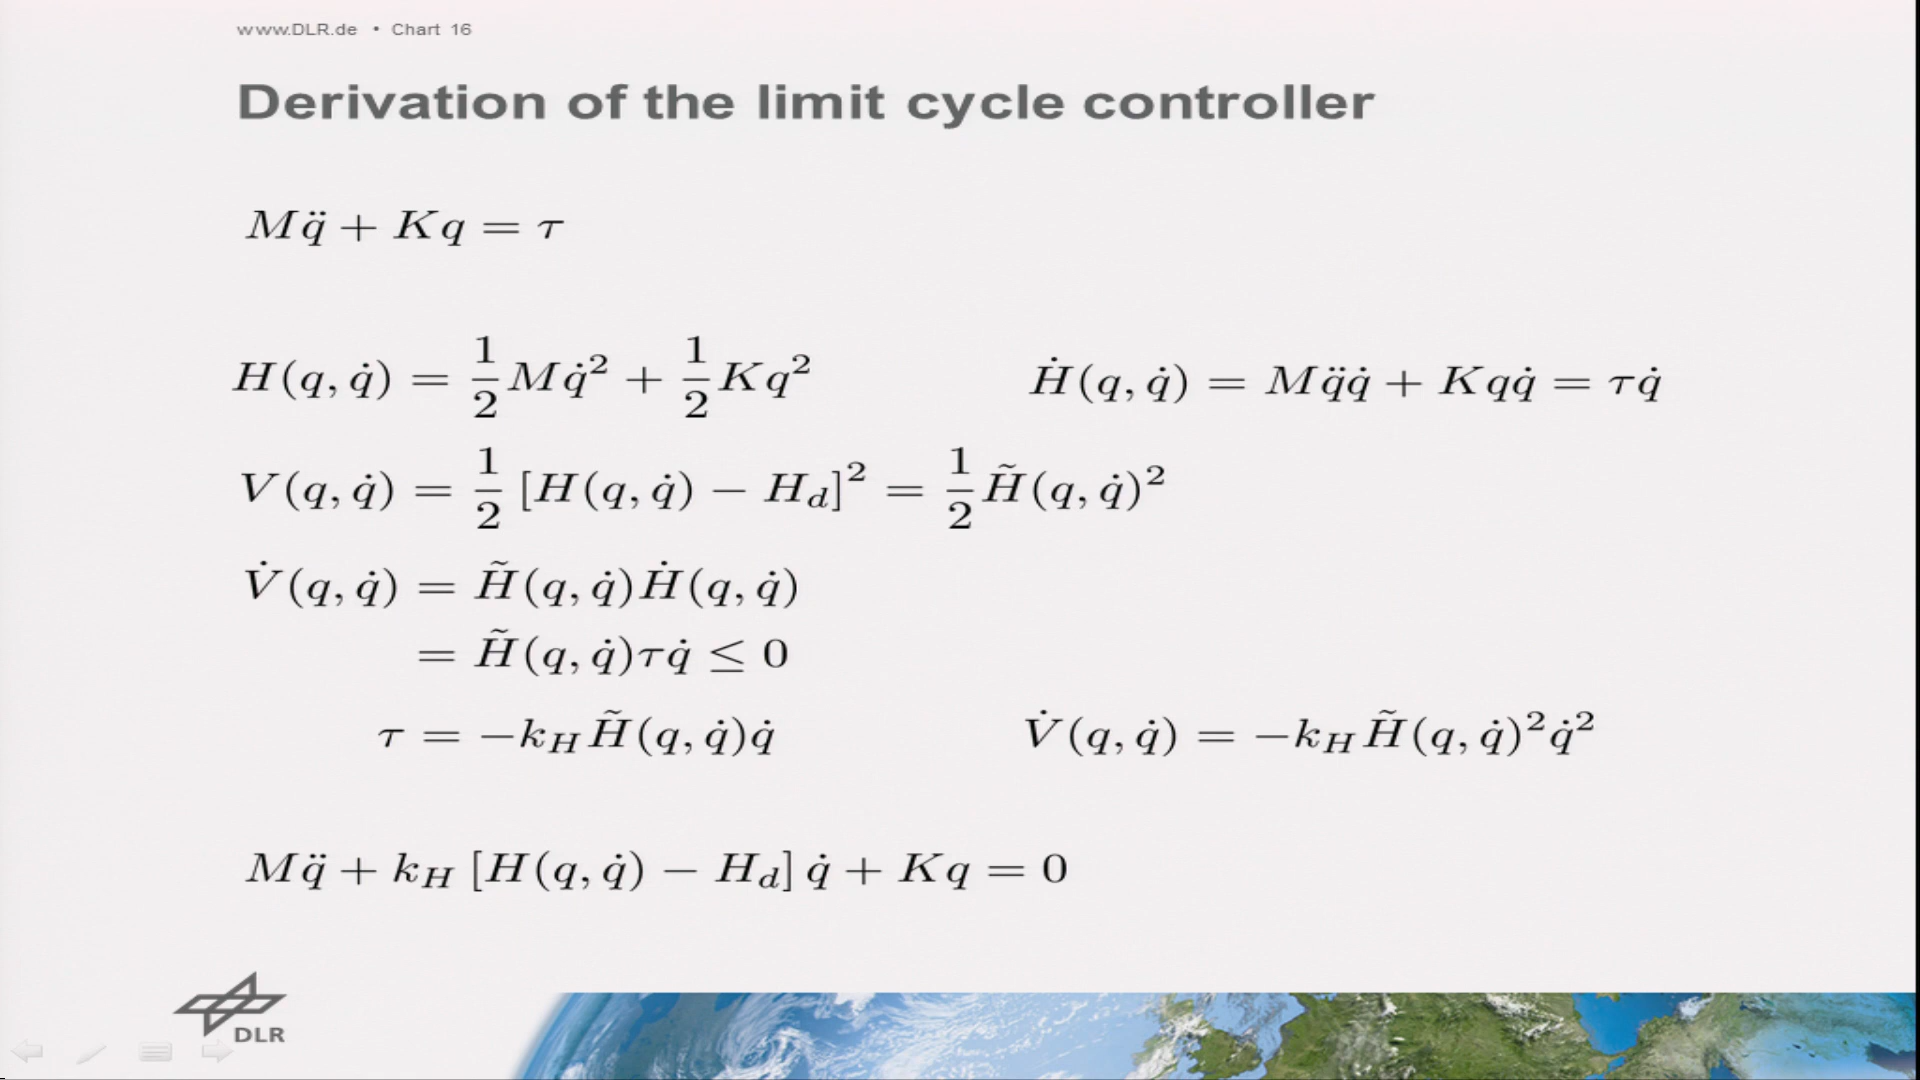 www.DLR.de • Chart 16
Derivation of the limit cycle controller
Mq̈ + Kq = τ
H(q, q̇) = 1/2 Mq̇² + 1/2 Kq²
Ḣ(q, q̇) = Mq̈q̇ + Kqq̇ = τq̇
V(q, q̇) = 1/2 [H(q, q̇) − H_d]² = 1/2 H̃(q, q̇)²
V̇(q, q̇) = H̃(q, q̇)Ḣ(q, q̇)
= H̃(q, q̇)τq̇ ≤ 0
τ = −k_H H̃(q, q̇)q̇
V̇(q, q̇) = −k_H H̃(q, q̇)²q̇²
Mq̈ + k_H [H(q, q̇) − H_d] q̇ + Kq = 0
DLR